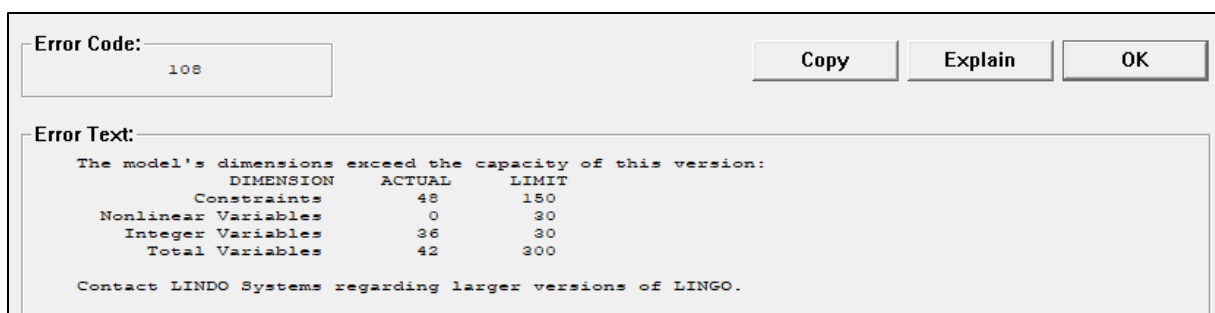 Error Code:
108
Copy Explain OK
Error Text:
The model's dimensions exceed the capacity of this version:
DIMENSION ACTUAL LIMIT
Constraints 48 150
Nonlinear Variables 0 30
Integer Variables 36 30
Total Variables 42 300
Contact LINDO Systems regarding larger versions of LINGO.